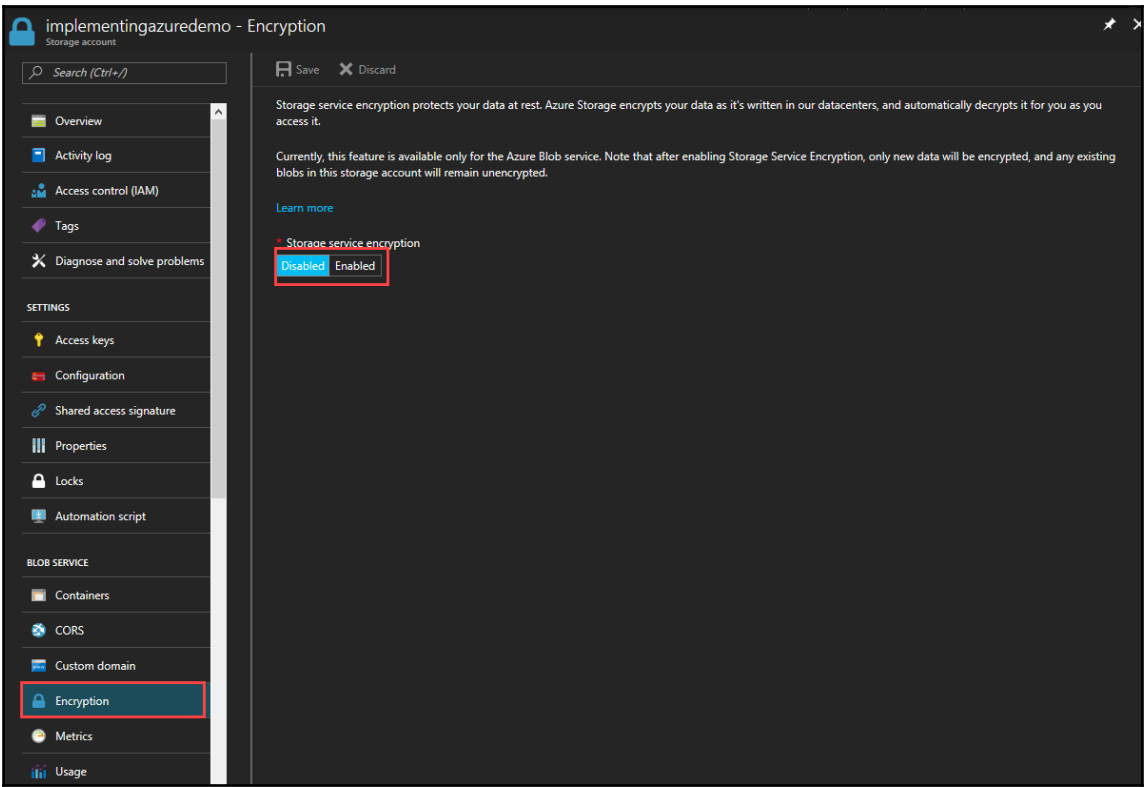 implementingazuredemo - Encryption
Storage account
Search (Ctrl+/)
Overview
Activity log
Access control (IAM)
Tags
Diagnose and solve problems
SETTINGS
Access keys
Configuration
Shared access signature
Properties
Locks
Automation script
BLOB SERVICE
Containers
CORS
Custom domain
Encryption
Metrics
Usage
Save Discard
Storage service encryption protects your data at rest. Azure Storage encrypts your data as it's written in our datacenters, and automatically decrypts it for you as you
access it.
Currently, this feature is available only for the Azure Blob service. Note that after enabling Storage Service Encryption, only new data will be encrypted, and any existing
blobs in this storage account will remain unencrypted.
Learn more
* Storage service encryption
Disabled Enabled